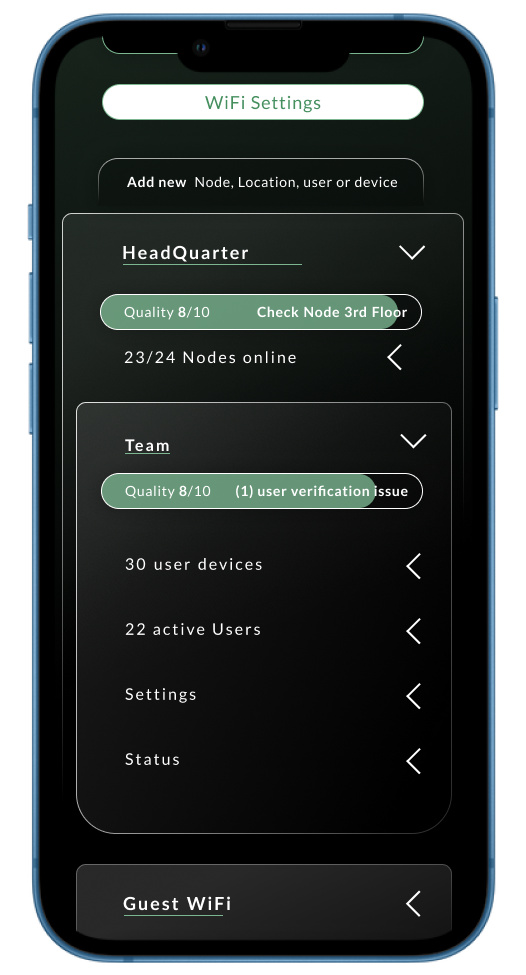 WiFi Settings
Add new Node, Location, user or device
HeadQuarter
Quality 8/10 Check Node 3rd Floor
23/24 Nodes online
Team
Quality 8/10 (1) user verification issue
30 user devices
22 active Users
Settings
Status
Guest WiFi